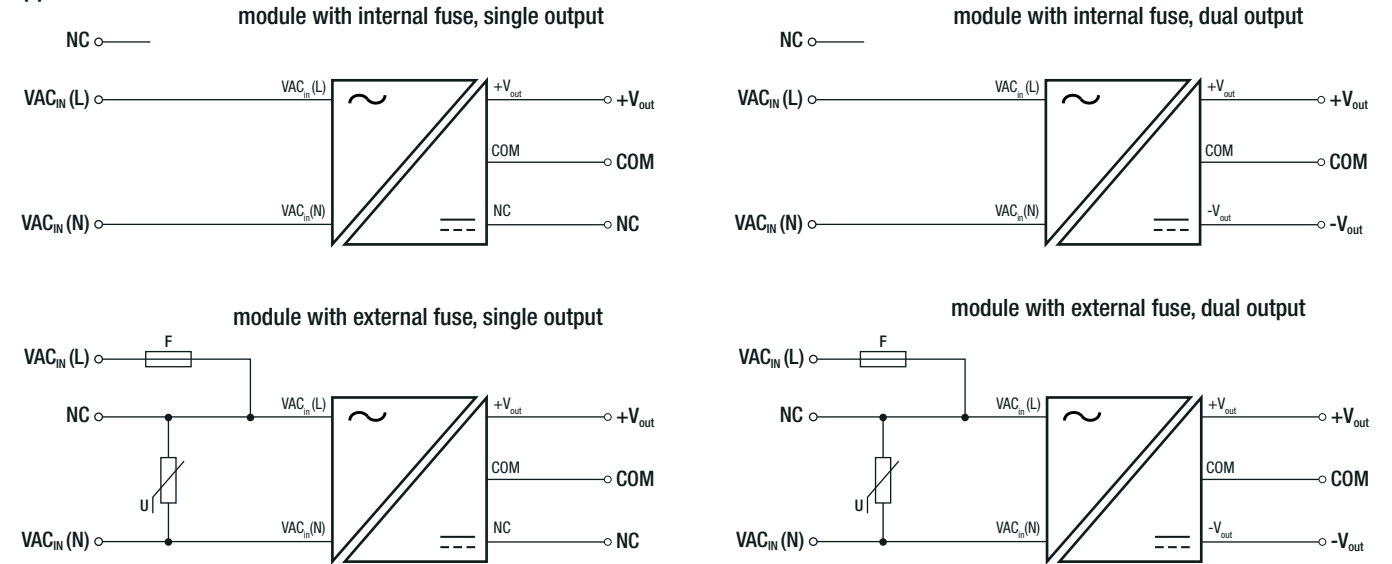 module with internal fuse, single output
NC
VAC_IN (L)
VAC_in (L)
+V_out
+V_out
COM
COM
VAC_IN (N)
VAC_in(N)
NC
NC
module with internal fuse, dual output
NC
VAC_IN (L)
VAC_in (L)
+V_out
+V_out
COM
COM
VAC_IN (N)
VAC_in(N)
-V_out
-V_out
module with external fuse, single output
F
VAC_IN (L)
NC
VAC_in (L)
+V_out
+V_out
COM
COM
U
VAC_IN (N)
VAC_in(N)
NC
NC
module with external fuse, dual output
F
VAC_IN (L)
NC
VAC_in (L)
+V_out
+V_out
COM
COM
U
VAC_IN (N)
VAC_in(N)
-V_out
-V_out